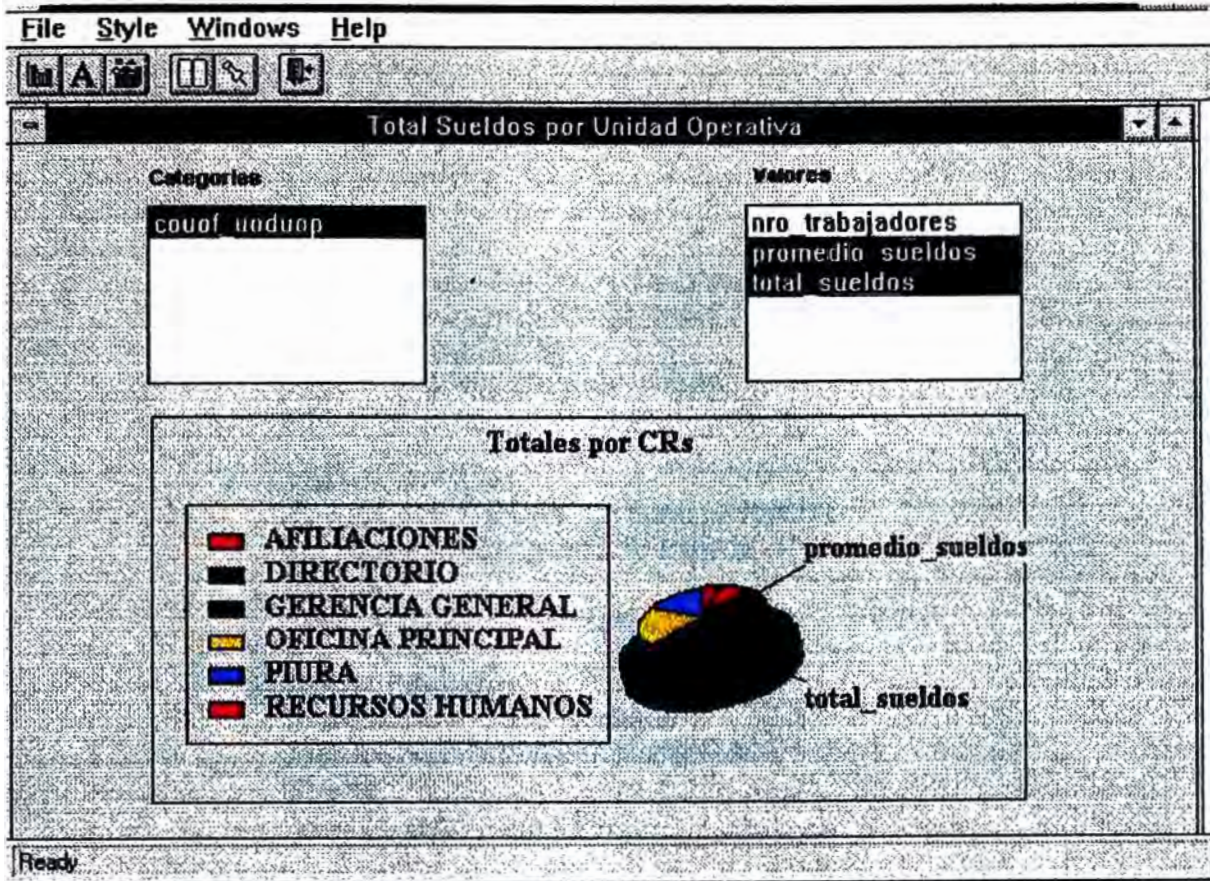 File Style Windows Help
A
Total Sueldos por Unidad Operativa
Categories
Valores
couof_unduop
nro_trabajadores
promedio_sueldos
total_sueldos
Totales por CRs
AFILIACIONES
DIRECTORIO
GERENCIA GENERAL
OFICINA PRINCIPAL
PIURA
RECURSOS HUMANOS
promedio_sueldos
total_sueldos
Ready